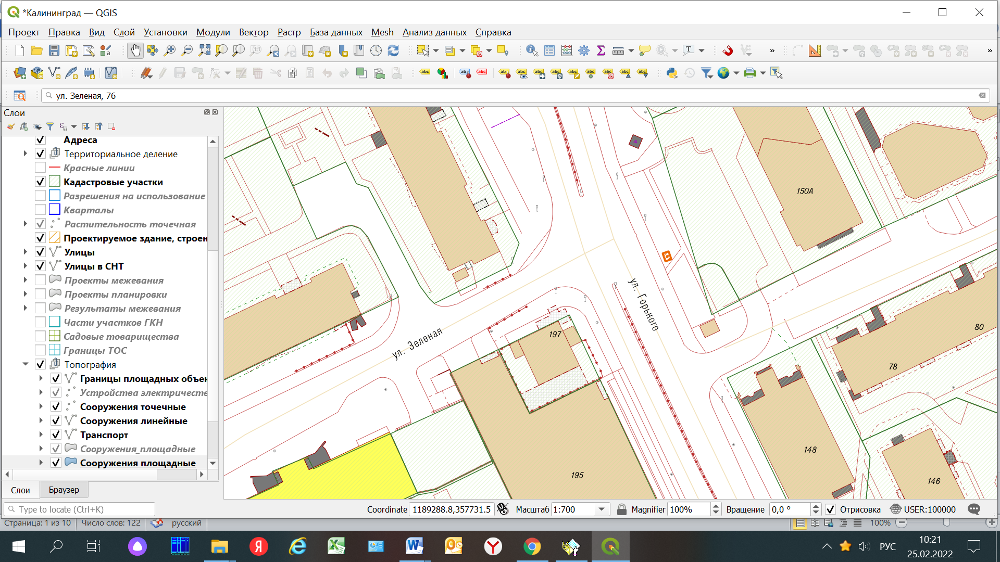 *Калининград — QGIS
Проект Правка Вид Слой Установки Модули Вектор Растр База данных Mesh Анализ данных Справка
ул. Зеленая, 76
Слои
Адреса
Территориальное деление
Красные линии
Кадастровые участки
Разрешения на использование
Кварталы
Растительность точечная
Проектируемое здание, строен
Улицы
Улицы в СНТ
Проекты межевания
Проекты планировки
Результаты межевания
Части участков ГКН
Садовые товарищества
Границы ТОС
Топография
Границы площадных объек
Устройства электричестве
Сооружения точечные
Сооружения линейные
Транспорт
Сооружения_площадные
Сооружения площадные
Слои Браузер
150А
ул. Горького
ул. Зеленая
197
80
78
148
195
146
Type to locate (Ctrl+K)
Coordinate 1189288.8,357731.5 Масштаб 1:700 Magnifier 100% Вращение 0,0 ° Отрисовка USER:100000
Страница: 1 из 10 Число слов: 122 русский 100%
РУС
10:21
25.02.2022